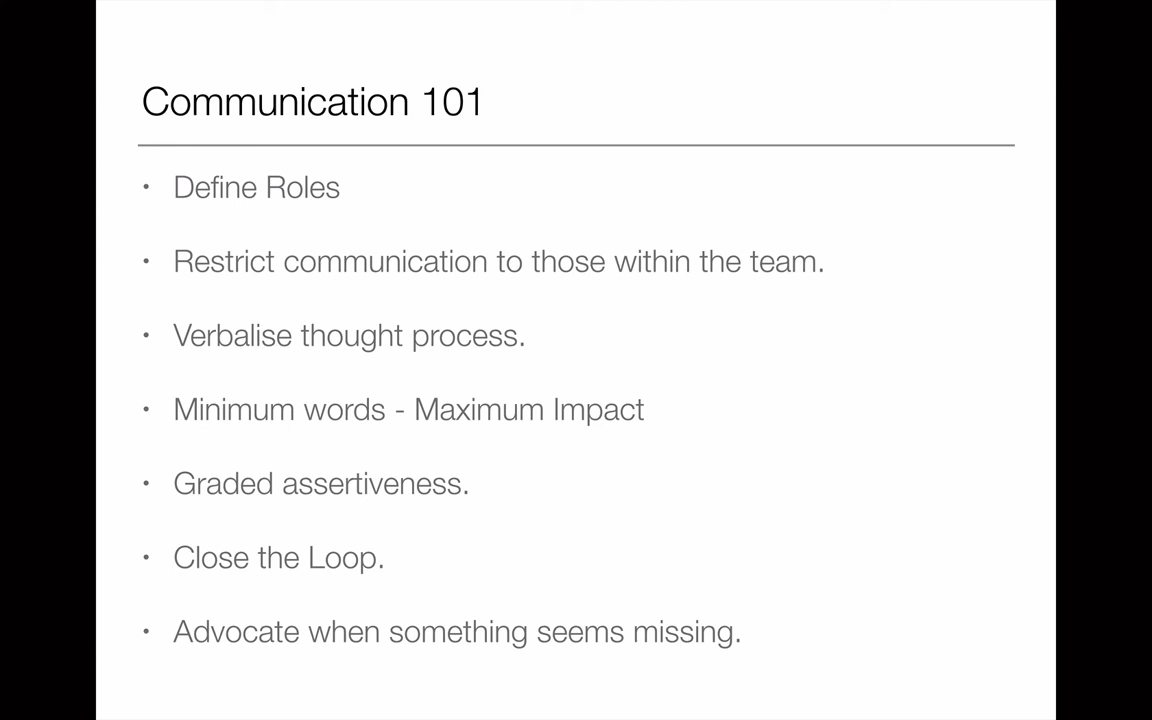 Communication 101
• Define Roles
• Restrict communication to those within the team.
• Verbalise thought process.
• Minimum words - Maximum Impact
• Graded assertiveness.
• Close the Loop.
• Advocate when something seems missing.